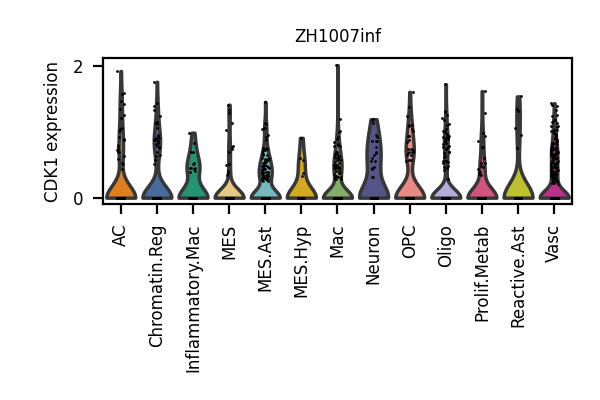 ZH1007inf
CDK1 expression
2
0
AC
Chromatin.Reg
Inflammatory.Mac
MES
MES.Ast
MES.Hyp
Mac
Neuron
OPC
Oligo
Prolif.Metab
Reactive.Ast
Vasc